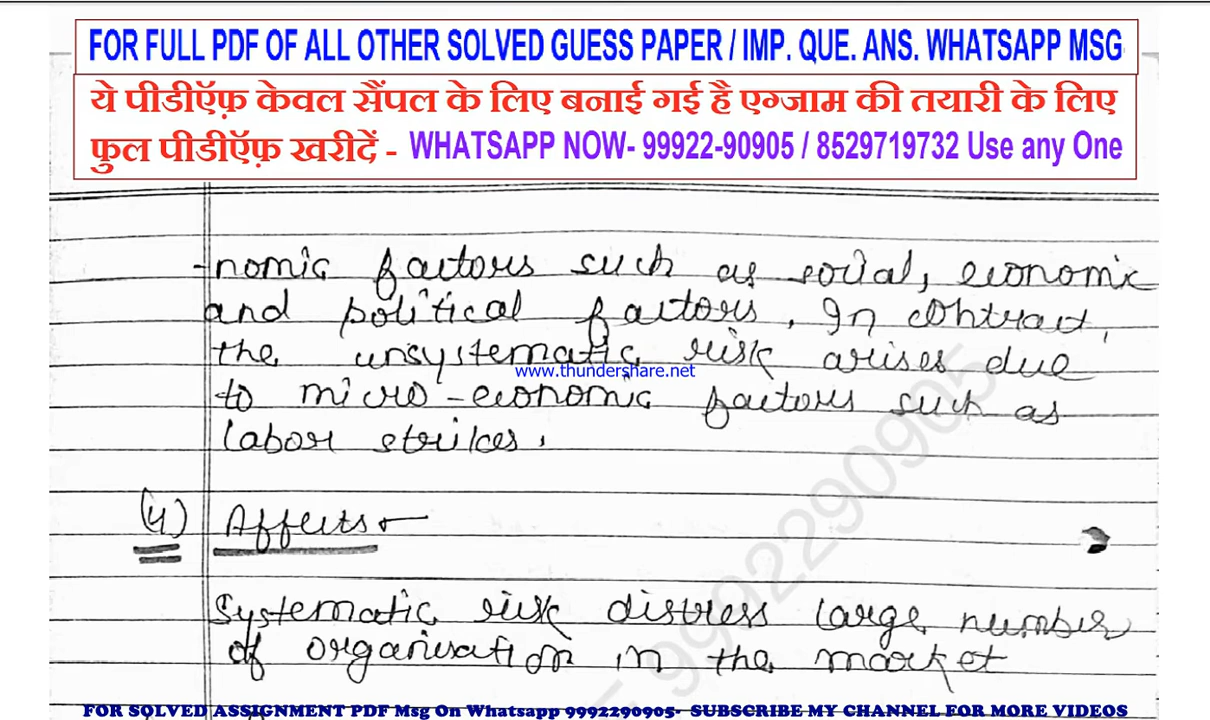 FOR FULL PDF OF ALL OTHER SOLVED GUESS PAPER / IMP. QUE. ANS. WHATSAPP MSG
ये पीडीऍफ़ केवल सैंपल के लिए बनाई गई है एग्जाम की तयारी के लिए
फुल पीडीऍफ़ खरीदें - WHATSAPP NOW- 99922-90905 / 8529719732 Use any One
-nomic factors such as social, economic
and political factors. In contract,
the unsystematic risk arises due
www.thundershare.net
to micro-economic factors such as
labor strikes.
9992290905
(4) Affects :-
Systematic risk distress large number
of organisation in the market
FOR SOLVED ASSIGNMENT PDF Msg On Whatsapp 9992290905- SUBSCRIBE MY CHANNEL FOR MORE VIDEOS